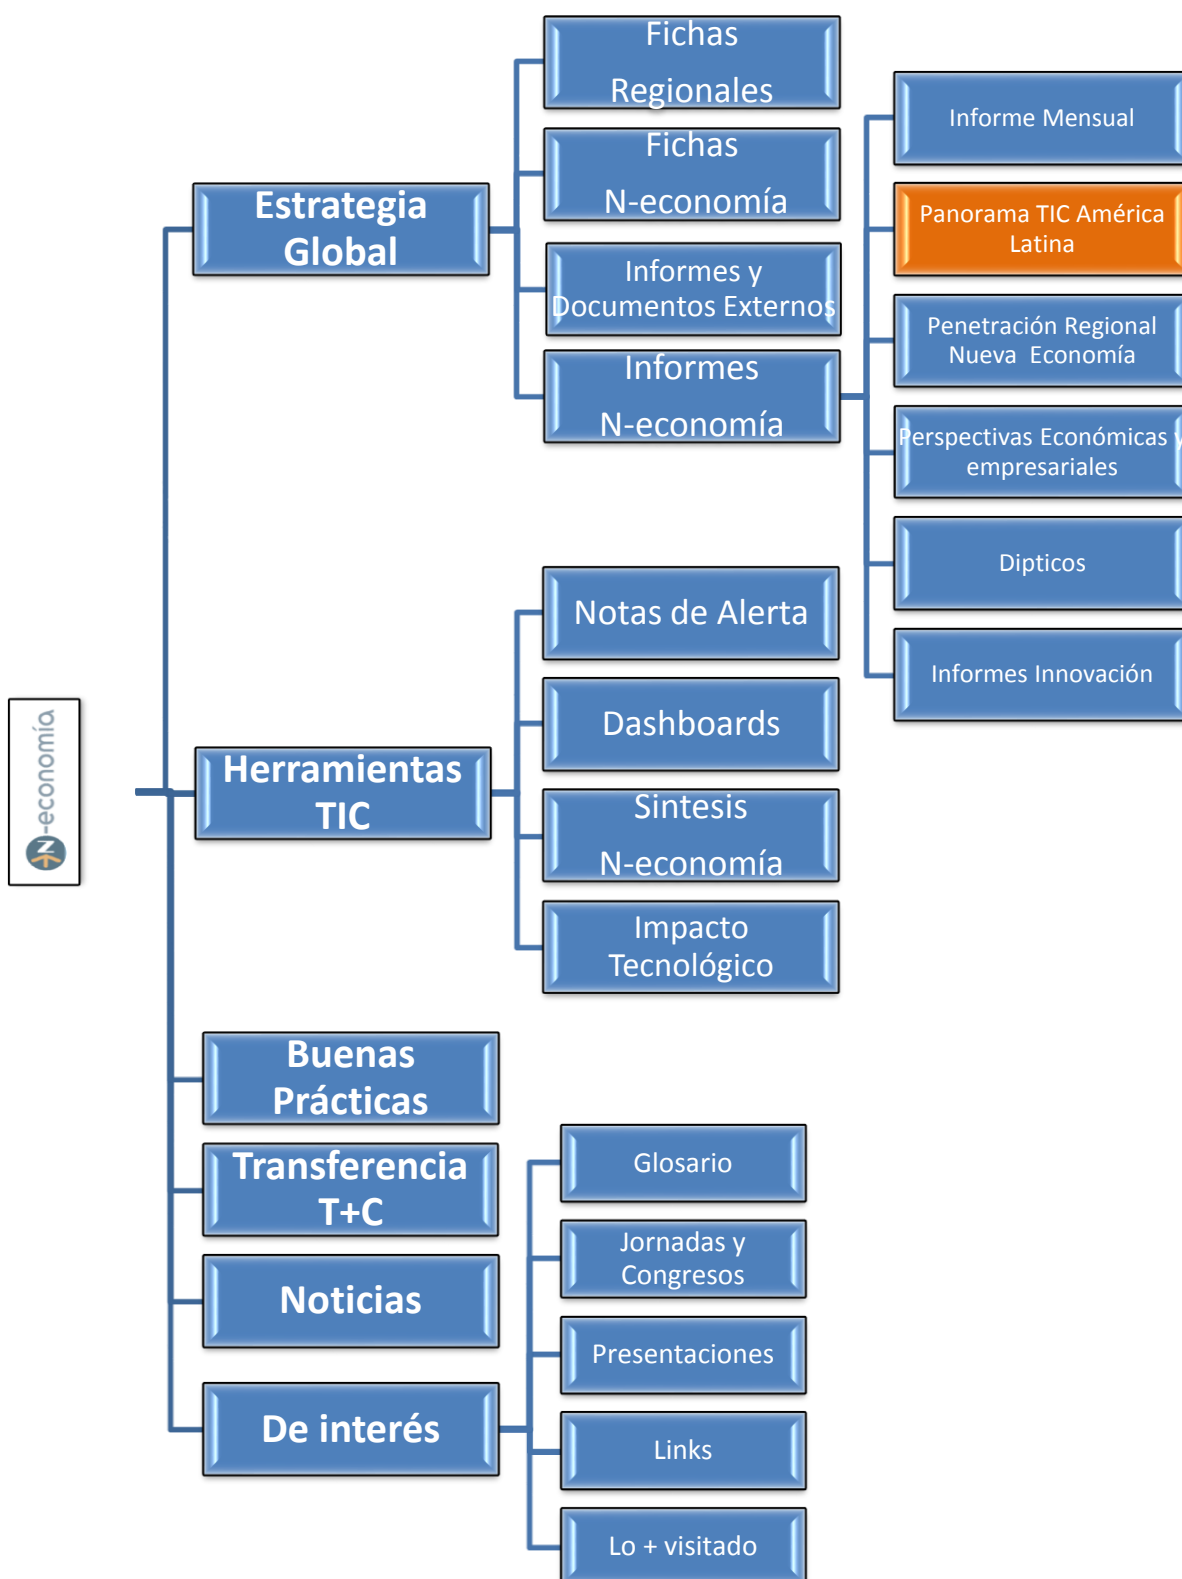 N-economía
Estrategia
Global
Fichas
Regionales
Fichas
N-economía
Informes y
Documentos Externos
Informes
N-economía
Informe Mensual
Panorama TIC América
Latina
Penetración Regional
Nueva Economía
Perspectivas Económicas y
empresariales
Dipticos
Informes Innovación
Herramientas
TIC
Notas de Alerta
Dashboards
Sintesis
N-economía
Impacto
Tecnológico
Buenas
Prácticas
Transferencia
T+C
Noticias
De interés
Glosario
Jornadas y
Congresos
Presentaciones
Links
Lo + visitado